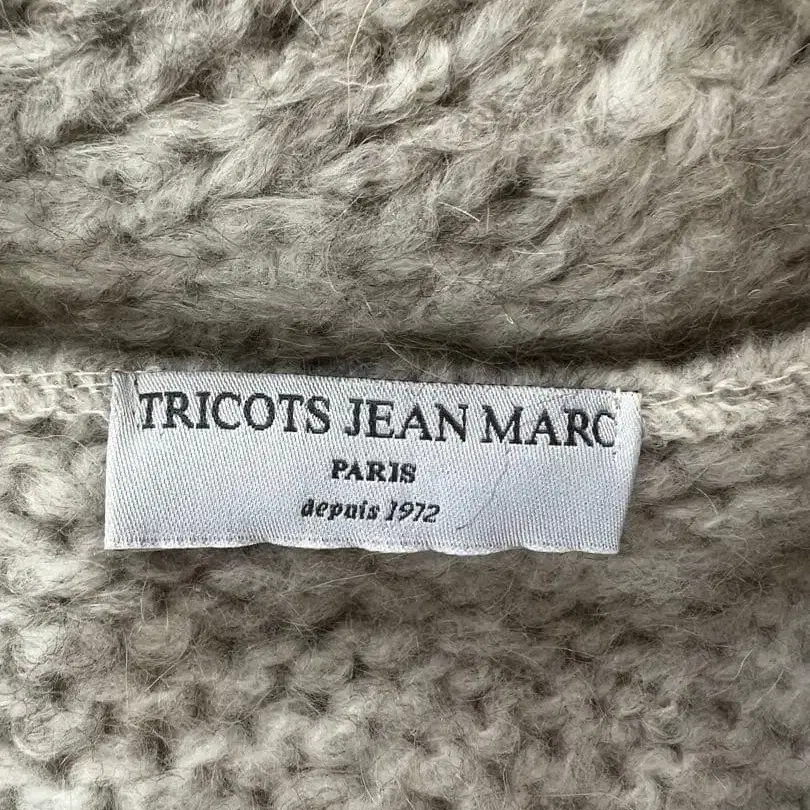 TRICOTS JEAN MARC
PARIS
depuis 1972